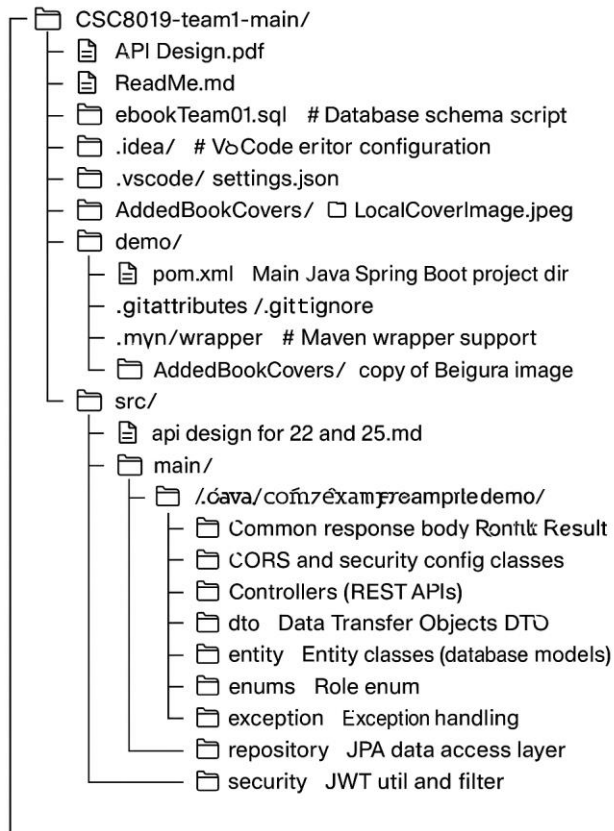 CSC8019-team1-main/
API Design.pdf
ReadMe.md
ebookTeam01.sql # Database schema script
.idea/ # VoCode eritor configuration
.vscode/ settings.json
AddedBookCovers/ LocalCoverImage.jpeg
demo/
pom.xml Main Java Spring Boot project dir
.gitattributes /.gittignore
.mvn/wrapper # Maven wrapper support
AddedBookCovers/ copy of Beigura image
src/
api design for 22 and 25.md
main/
demo/
Common response body Result
CORS and security config classes
Controllers (REST APIs)
dto Data Transfer Objects DTO
entity Entity classes (database models)
enums Role enum
exception Exception handling
repository JPA data access layer
security JWT util and filter